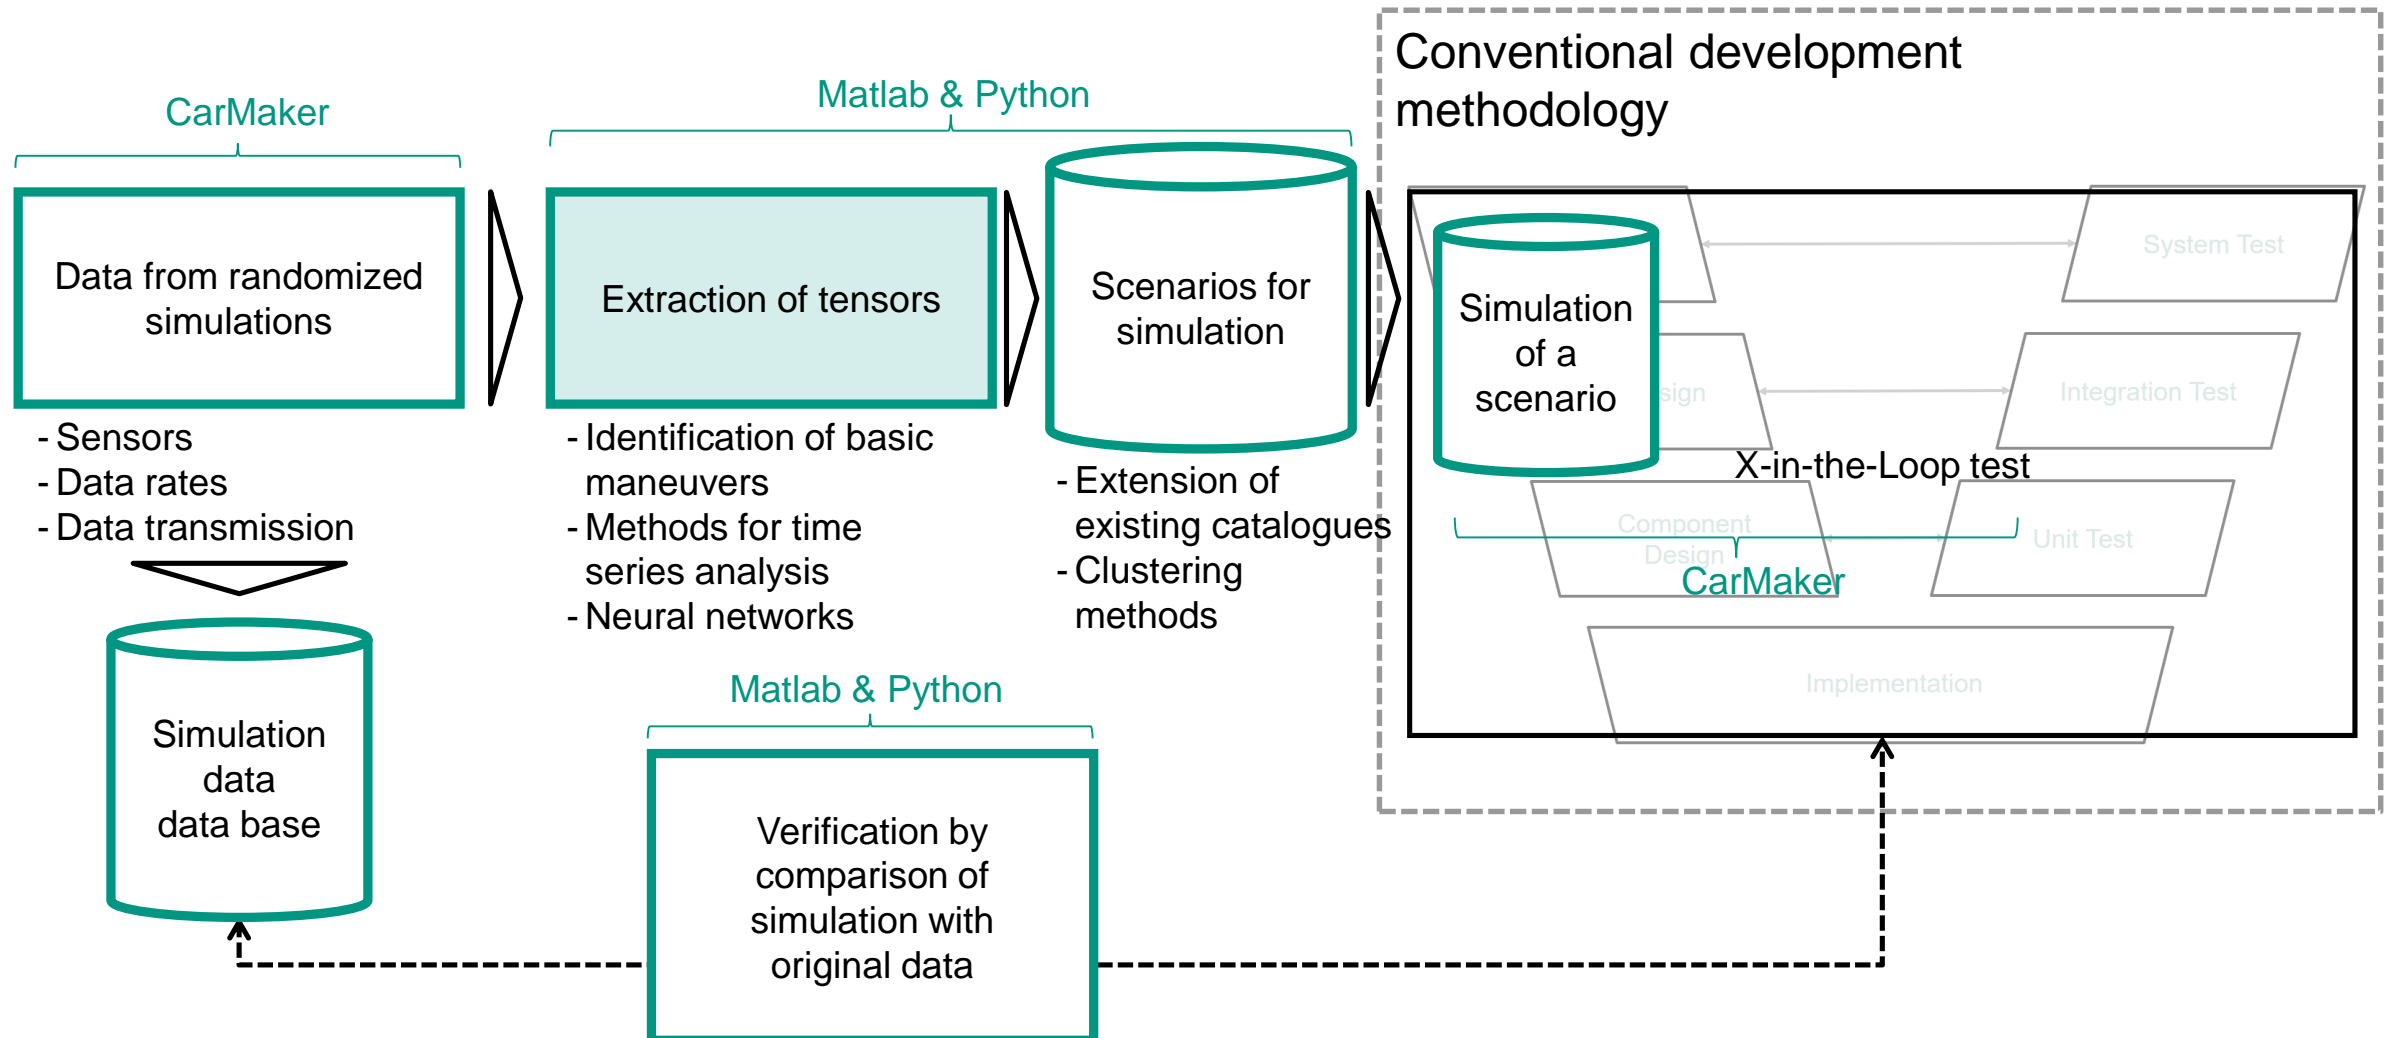 Conventional development
methodology
CarMaker
Matlab & Python
Data from randomized
simulations
- Sensors
- Data rates
- Data transmission
Simulation
data
data base
Extraction of tensors
- Identification of basic
maneuvers
- Methods for time
series analysis
- Neural networks
Scenarios for
simulation
- Extension of
existing catalogues
- Clustering
methods
Simulation
of a
scenario
System Test
Integration Test
X-in-the-Loop test
Component
Design
Unit Test
CarMaker
Implementation
Matlab & Python
Verification by
comparison of
simulation with
original data